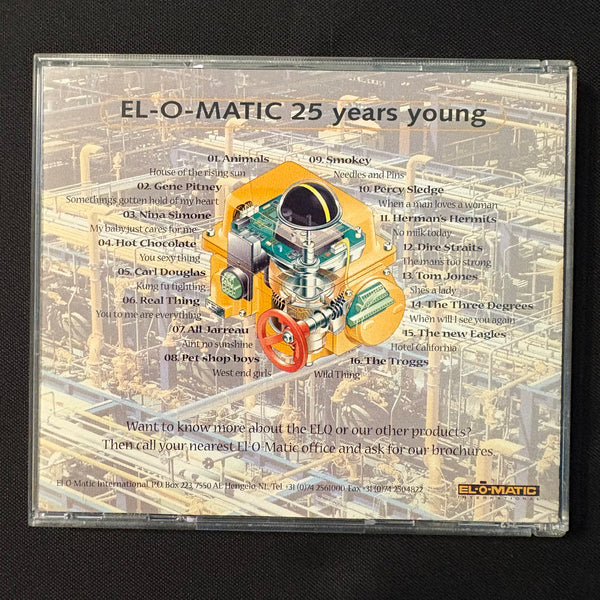 EL-O-MATIC 25 years young
01. Animals
House of the rising sun
02. Gene Pitney
Somethings gotten hold of my heart
03. Nina Simone
My baby just cares for me
04. Hot Chocolate
You sexy thing
05. Carl Douglas
Kung fu fighting
06. Real Thing
You to me are everything
07. All Jarreau
Aint no sunshine
08. Pet shop boys
West end girls
09. Smokey
Needles and Pins
10. Percy Sledge
When a man loves a woman
11. Herman's Hermits
No milk today
12. Dire Straits
The mans too strong
13. Tom Jones
She's a lady
14. The Three Degrees
When will I see you again
15. The new Eagles
Hotel California
16. The Troggs
Wild Thing
Want to know more about the ELQ or our other products?
Then call your nearest El-O-Matic office and ask for our brochures.
El-O-Matic International P.O. Box 223, 7550 AE Hengelo NL. Tel +31 (0)74 2561000 Fax +31 (0)74 2504822
EL-O-MATIC
INTERNATIONAL